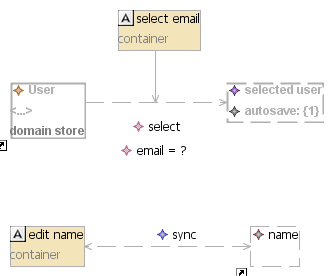 A select email
container
User
<...>
domain store
selected user
autosave: {1}
select
email = ?
A edit name
container
sync
name